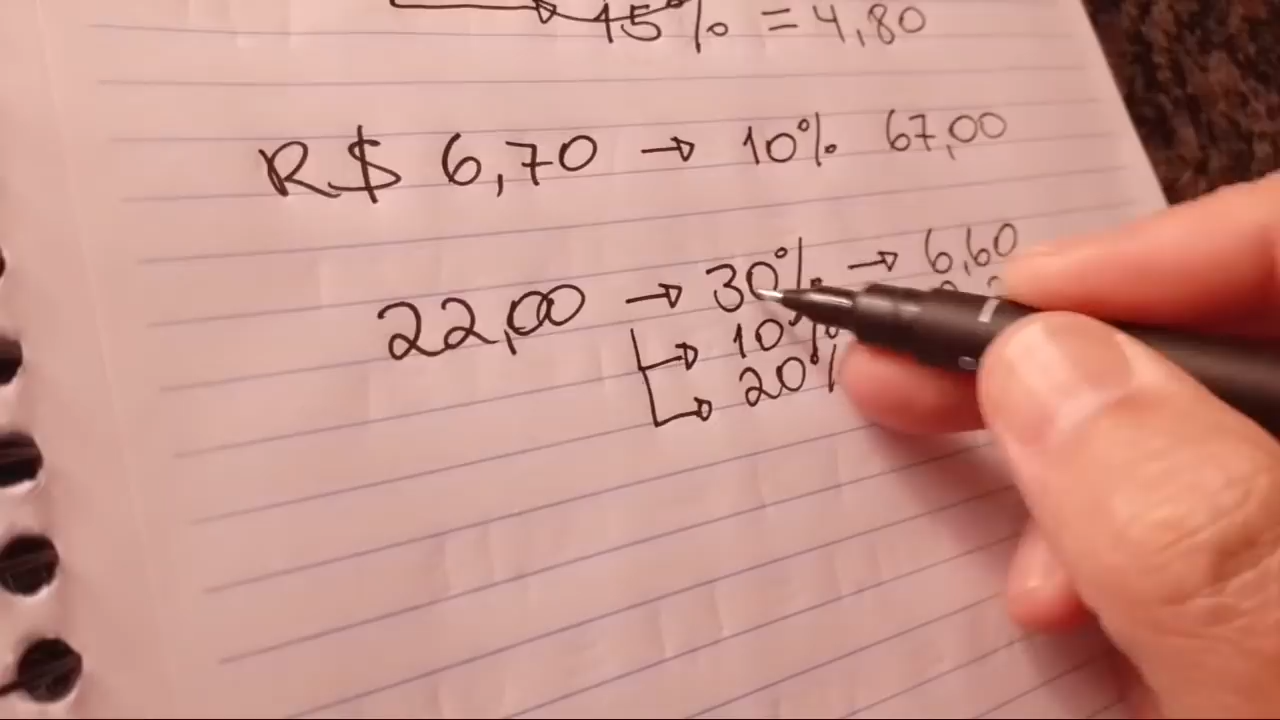 15% = 4,80
R$ 6,70 → 10% 67,00
22,00 → 30% → 6,60
10%
20%